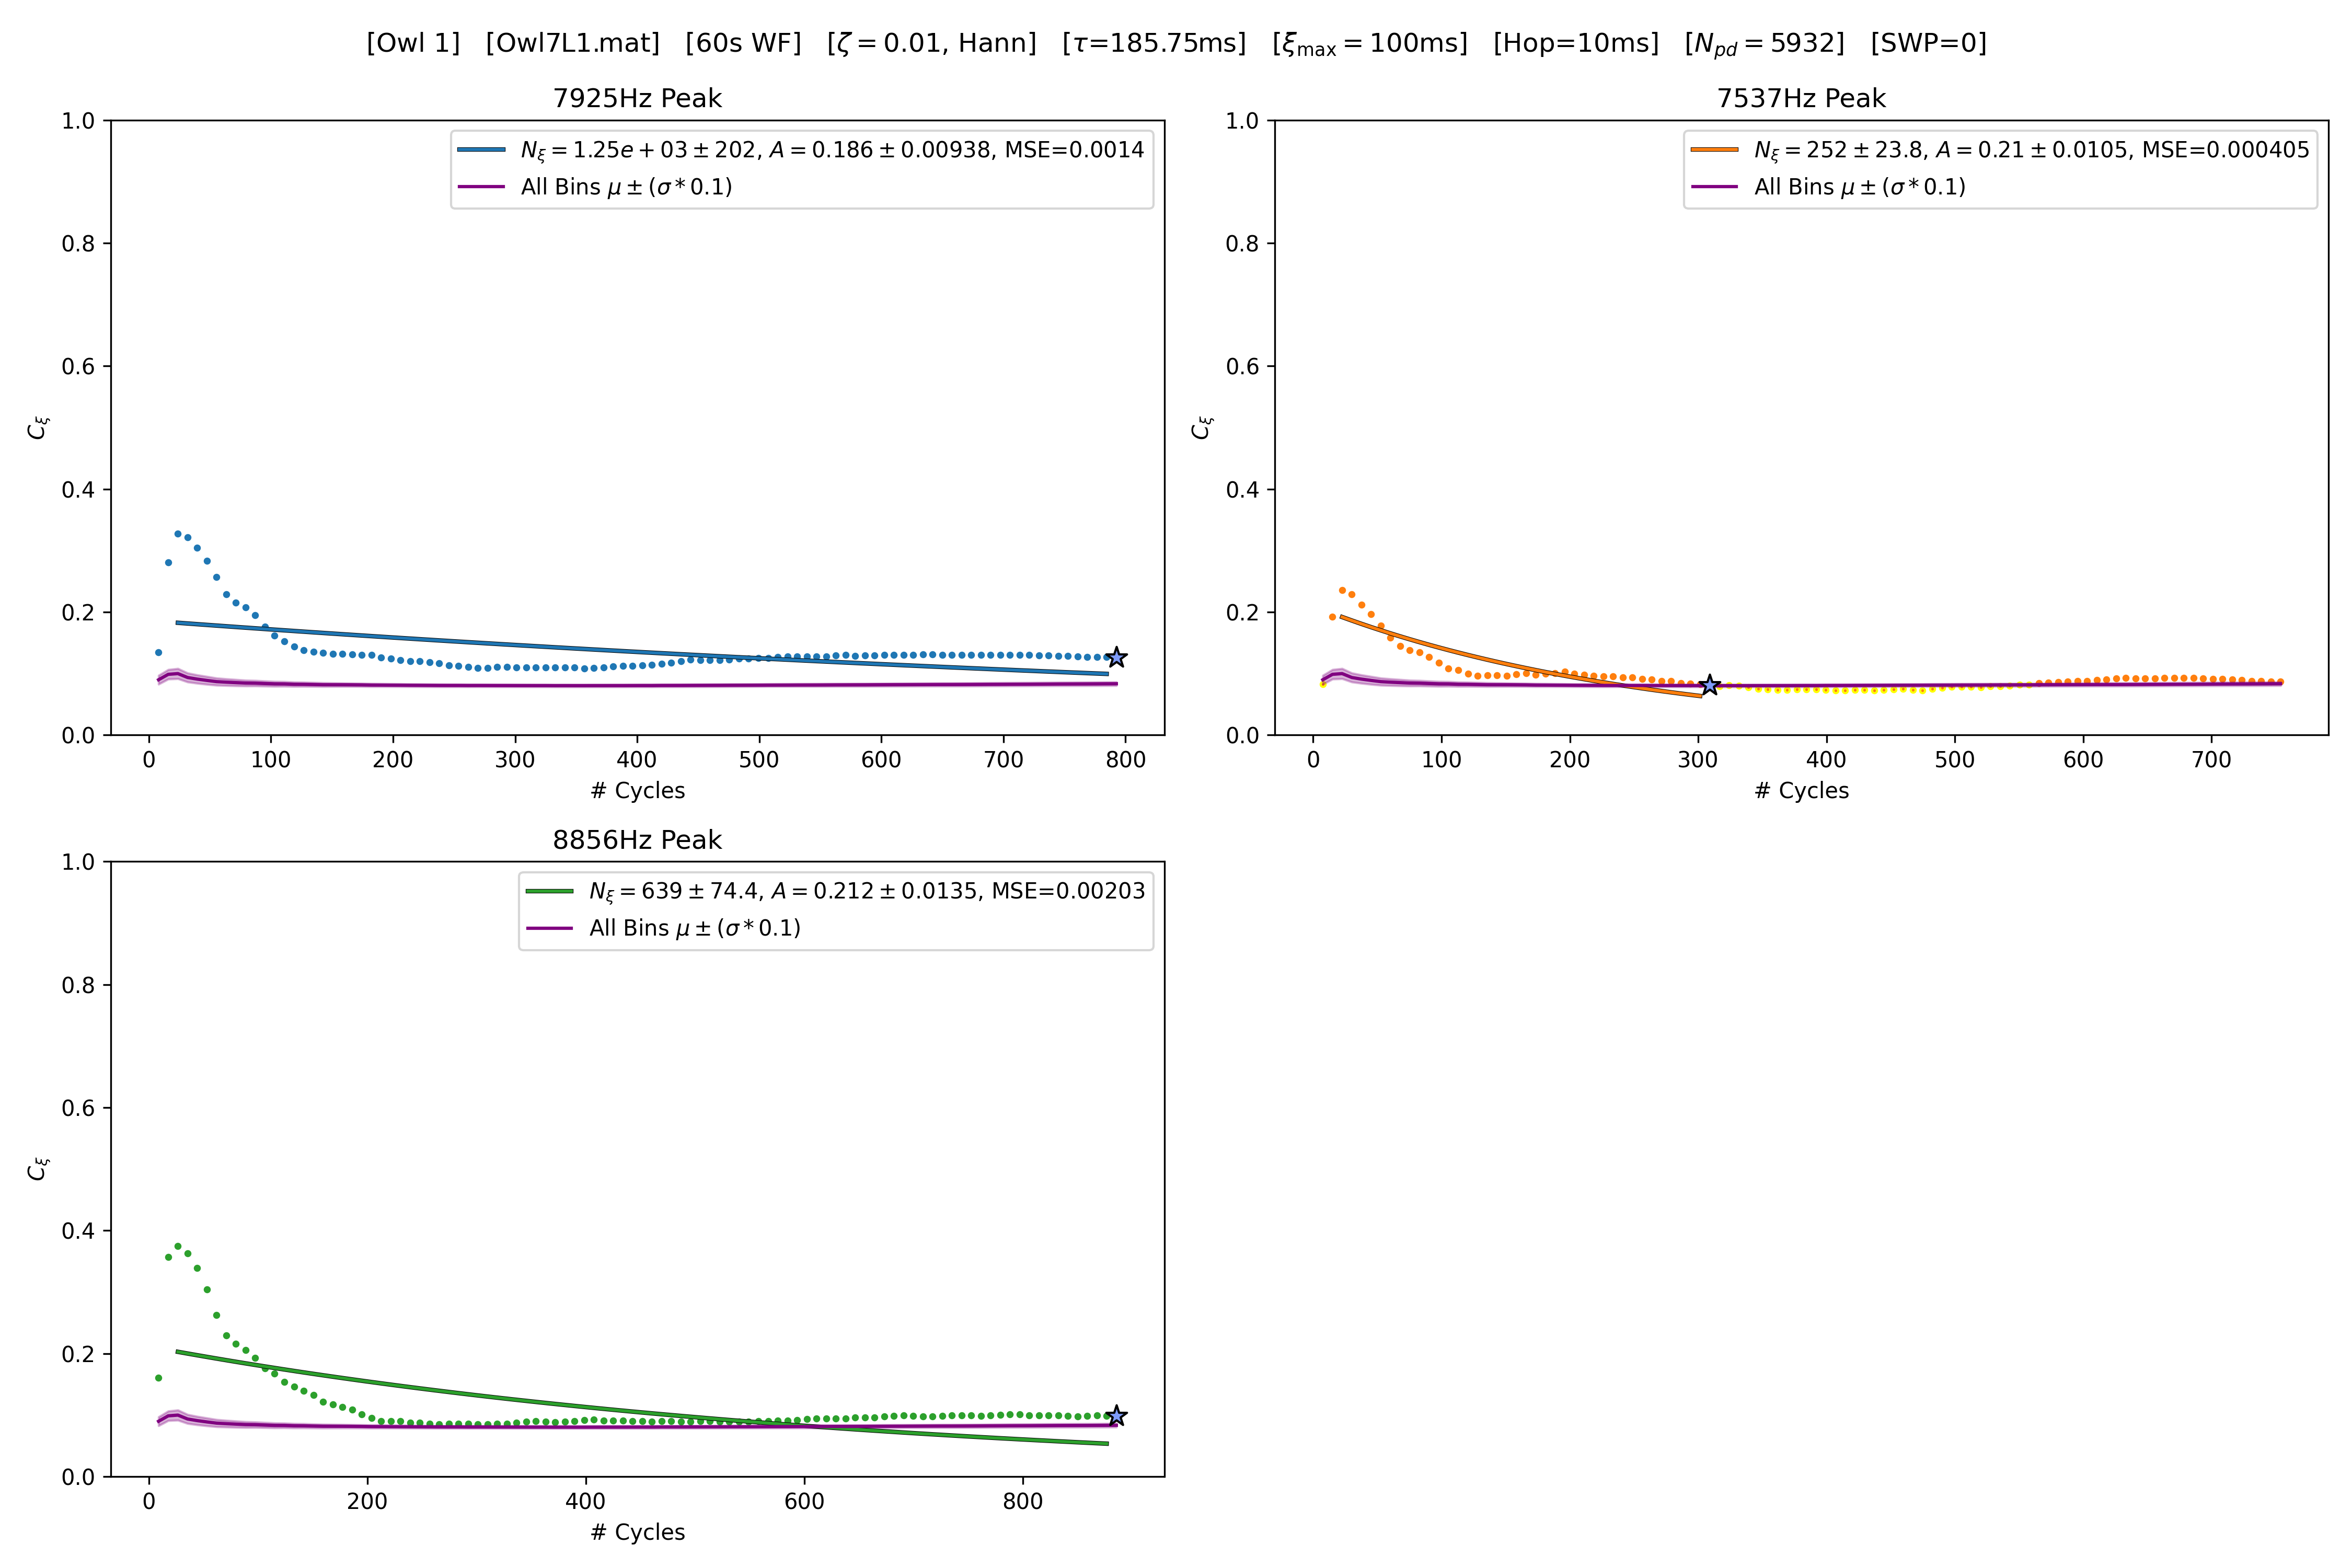 [Owl 1] [Owl7L1.mat] [60s WF] [ζ = 0.01, Hann] [τ=185.75ms] [ξmax = 100ms] [Hop=10ms] [Npd = 5932] [SWP=0]
7925Hz Peak
Nξ = 1.25e + 03 ± 202, A = 0.186 ± 0.00938, MSE=0.0014
All Bins μ ± (σ * 0.1)
1.0
0.8
0.6
0.4
0.2
0.0
Cξ
0 100 200 300 400 500 600 700 800
# Cycles
7537Hz Peak
Nξ = 252 ± 23.8, A = 0.21 ± 0.0105, MSE=0.000405
All Bins μ ± (σ * 0.1)
1.0
0.8
0.6
0.4
0.2
0.0
Cξ
0 100 200 300 400 500 600 700
# Cycles
8856Hz Peak
Nξ = 639 ± 74.4, A = 0.212 ± 0.0135, MSE=0.00203
All Bins μ ± (σ * 0.1)
1.0
0.8
0.6
0.4
0.2
0.0
Cξ
0 200 400 600 800
# Cycles